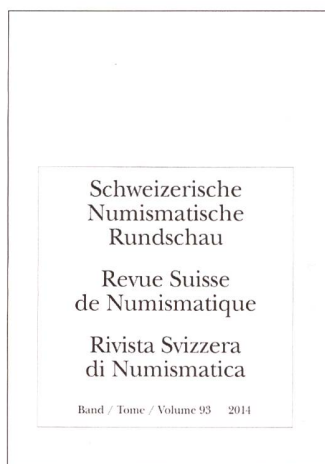 Schweizerische
Numismatische
Rundschau
Revue Suisse
de Numismatique
Rivista Svizzera
di Numismatica
Band / Tome / Volume 93 2014